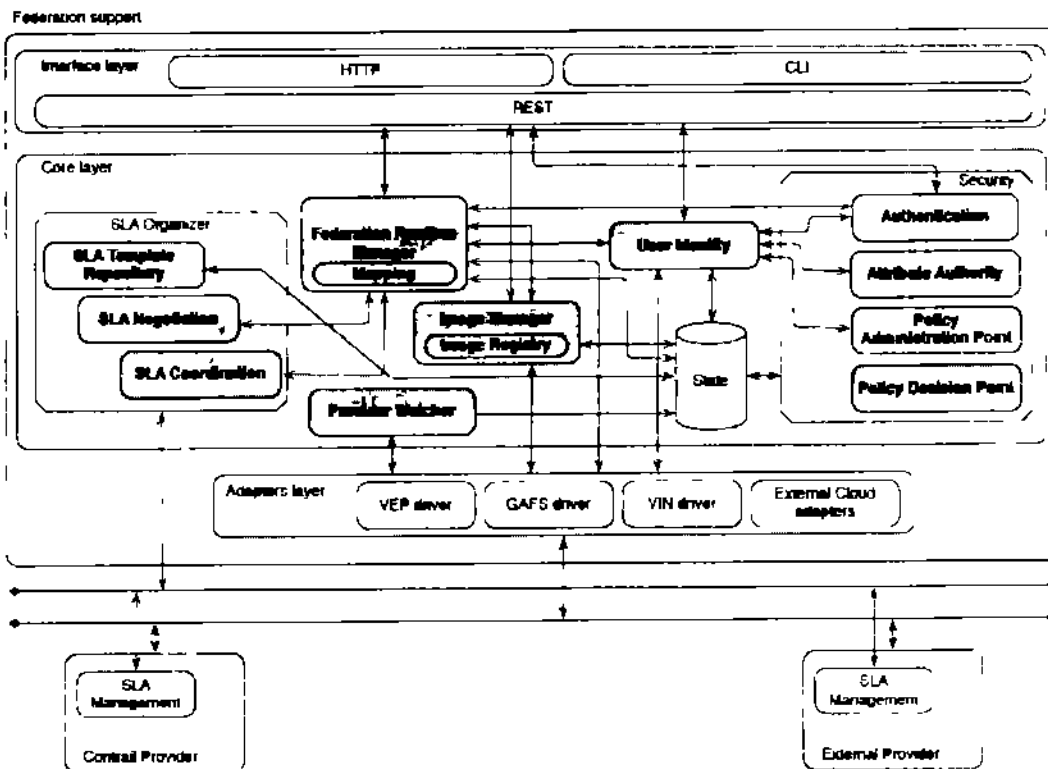 Federation support
Interface layer
HTTP
CLI
REST
Core layer
Security
SLA Organizer
SLA Template
Repository
SLA Negotiation
SLA Coordination
Federation Runtime
Manager
Mapping
Image Manager
Image Registry
Provider Watcher
User Identity
State
Authentication
Attribute Authority
Policy
Administration Point
Policy Decision Point
Adapters layer
VEP driver
GAFS driver
VIN driver
External Cloud
adapters
SLA
Management
Contrail Provider
SLA
Management
External Provider